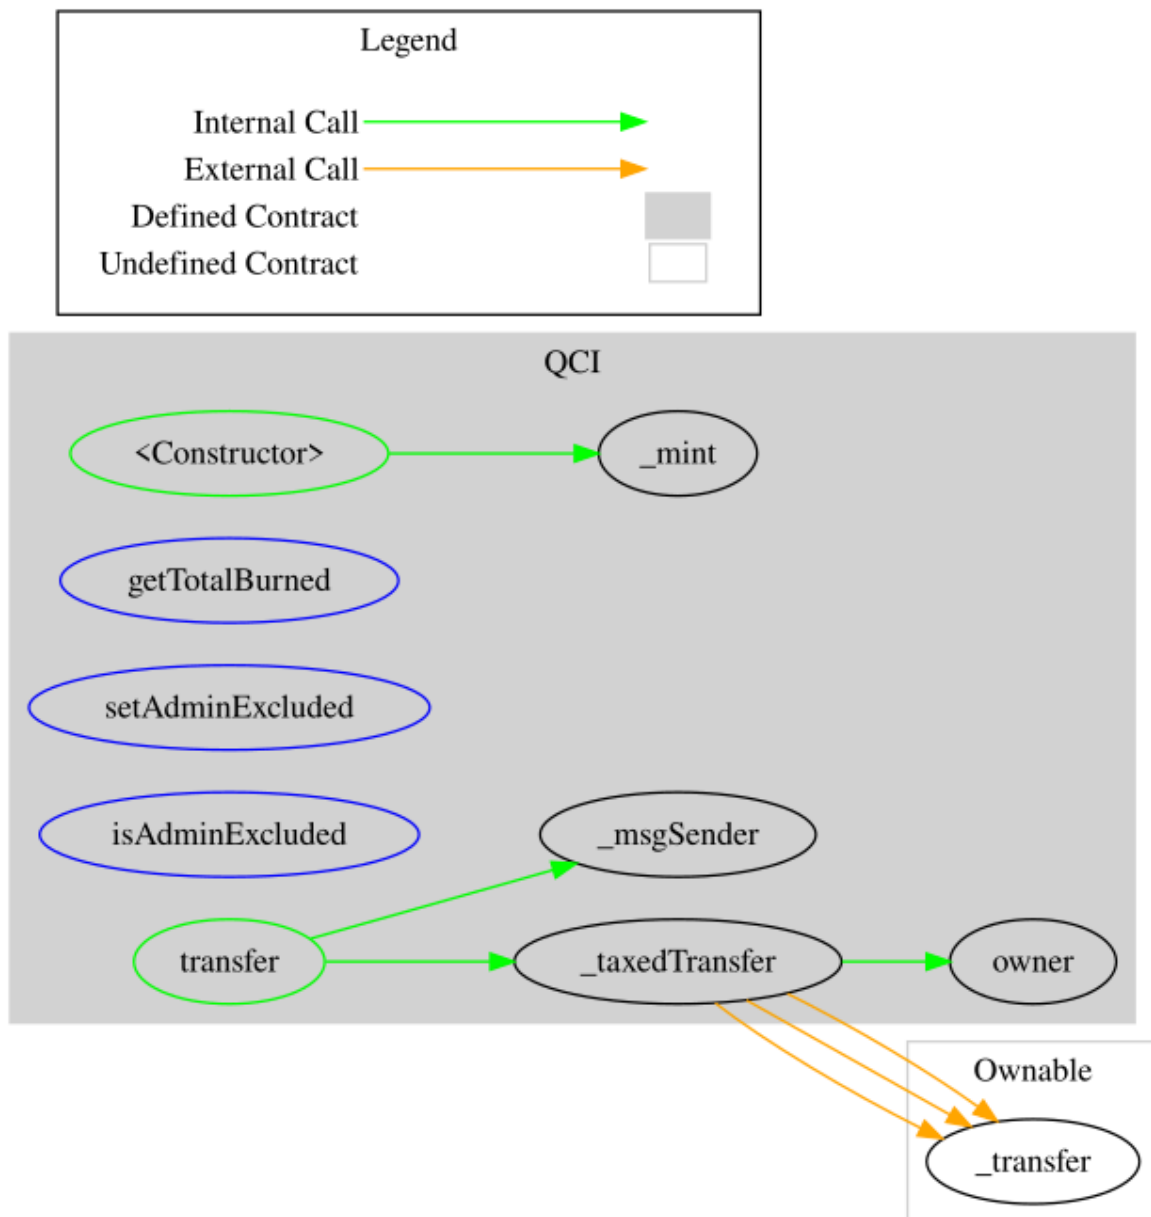 Legend
Internal Call
External Call
Defined Contract
Undefined Contract
QCI
<Constructor>
_mint
getTotalBurned
setAdminExcluded
isAdminExcluded
_msgSender
transfer
_taxedTransfer
owner
Ownable
_transfer